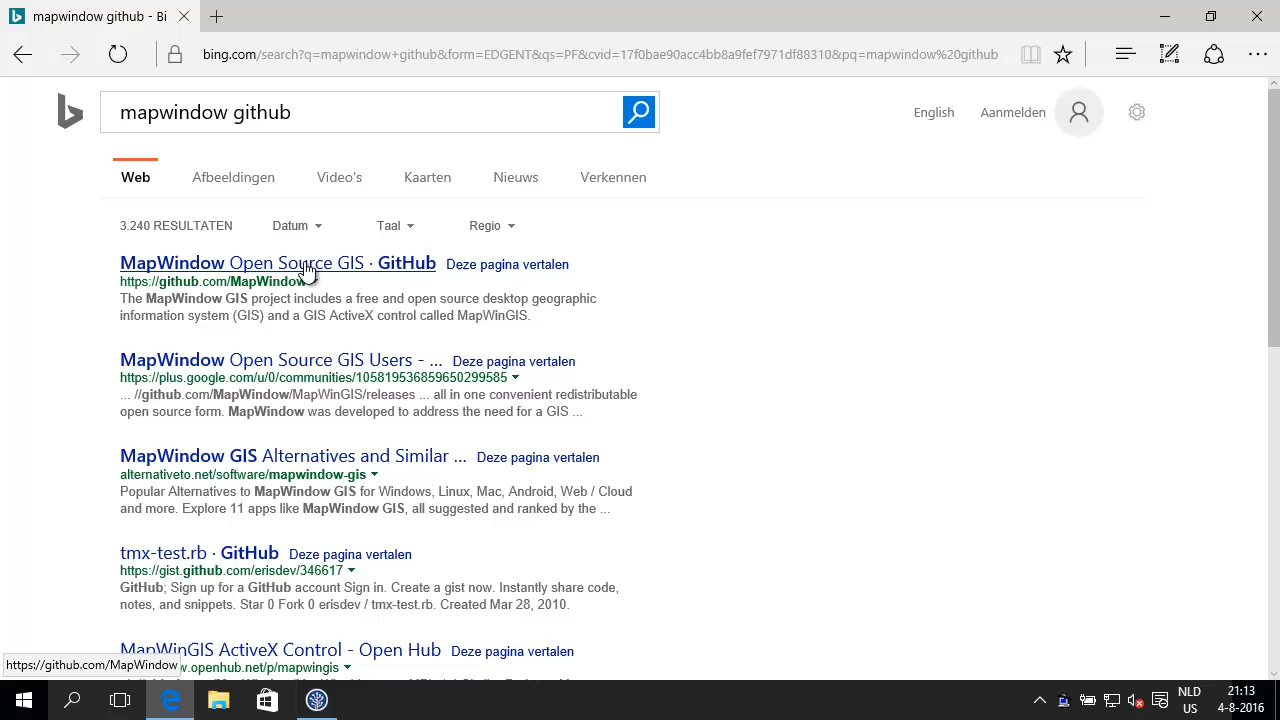 mapwindow github - Bi
bing.com/search?q=mapwindow+github&form=EDGENT&qs=PF&cvid=17f0bae90acc4bb8a9fef7971df88310&pq=mapwindow%20github
mapwindow github
English Aanmelden
Web Afbeeldingen Video's Kaarten Nieuws Verkennen
3.240 RESULTATEN Datum Taal Regio
MapWindow Open Source GIS · GitHub Deze pagina vertalen
https://github.com/MapWindow
The MapWindow GIS project includes a free and open source desktop geographic
information system (GIS) and a GIS ActiveX control called MapWinGIS.
MapWindow Open Source GIS Users - ... Deze pagina vertalen
https://plus.google.com/u/0/communities/105819536859650299585
... //github.com/MapWindow/MapWinGIS/releases ... all in one convenient redistributable
open source form. MapWindow was developed to address the need for a GIS ...
MapWindow GIS Alternatives and Similar ... Deze pagina vertalen
alternativeto.net/software/mapwindow-gis
Popular Alternatives to MapWindow GIS for Windows, Linux, Mac, Android, Web / Cloud
and more. Explore 11 apps like MapWindow GIS, all suggested and ranked by the ...
tmx-test.rb · GitHub Deze pagina vertalen
https://gist.github.com/erisdev/346617
GitHub; Sign up for a GitHub account Sign in. Create a gist now. Instantly share code,
notes, and snippets. Star 0 Fork 0 erisdev / tmx-test.rb. Created Mar 28, 2010.
MapWinGIS ActiveX Control - Open Hub Deze pagina vertalen
https://github.com/MapWindow
w.openhub.net/p/mapwingis
NLD
US
21:13
4-8-2016